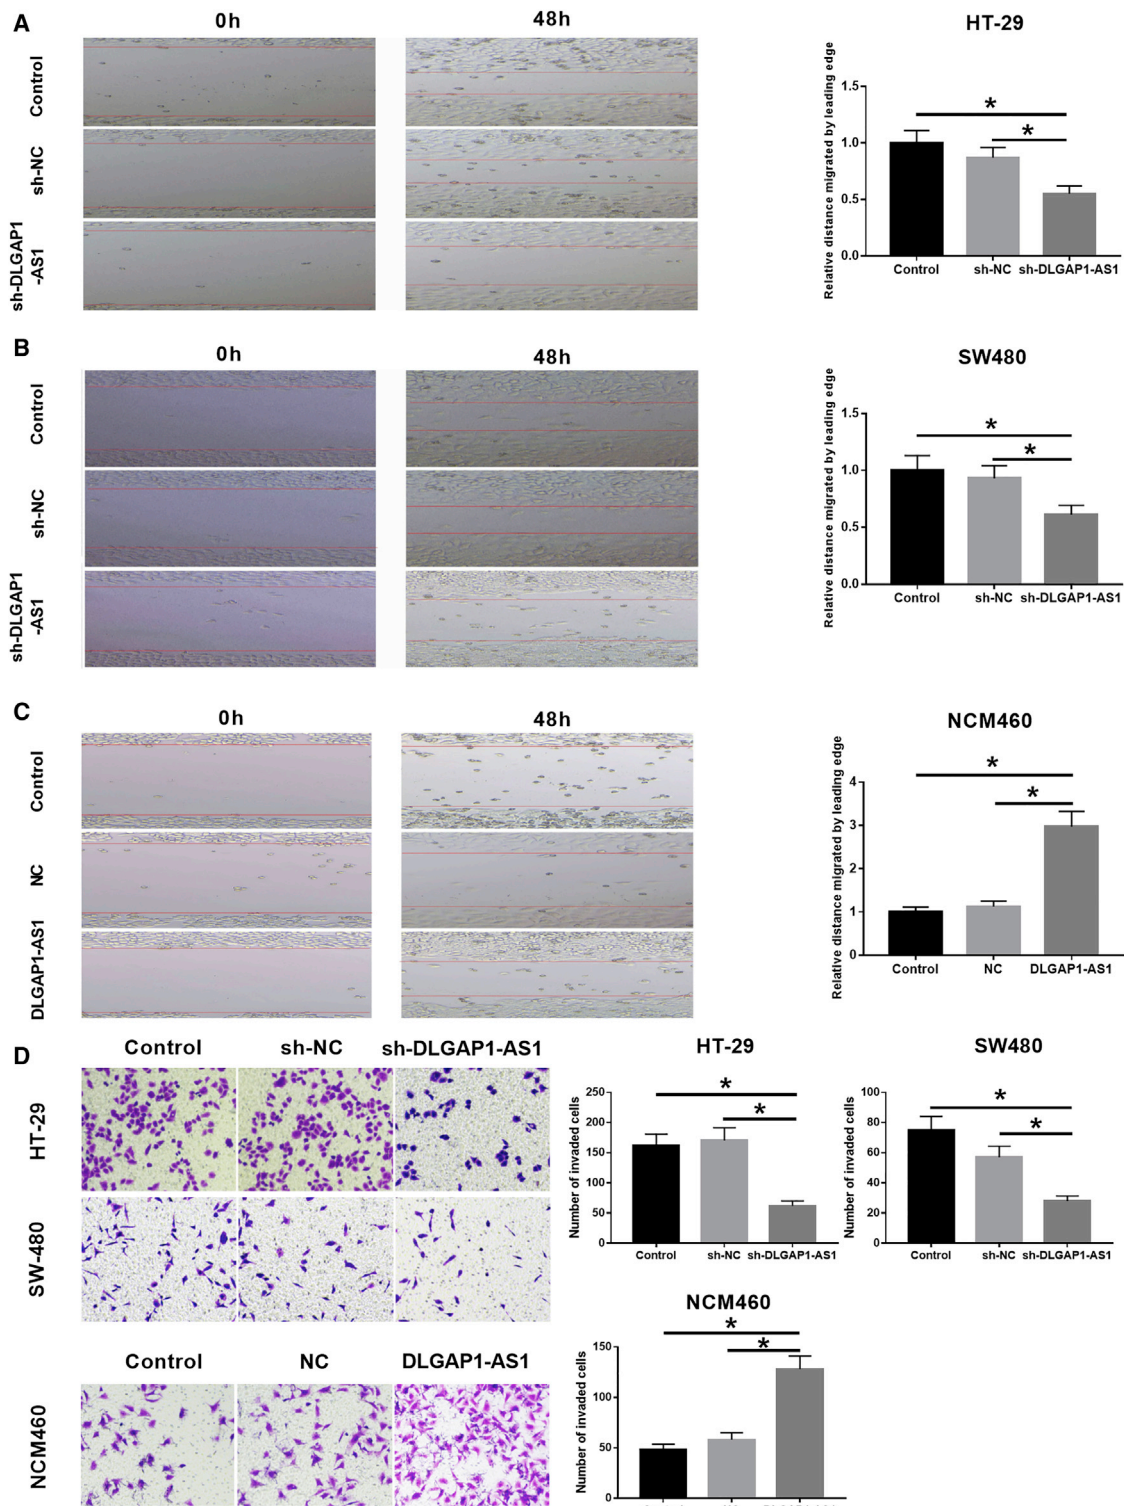 A
0h
48h
HT-29
Control
sh-NC
sh-DLGAP1
-AS1
Relative distance migrated by leading edge
1.5
1.0
0.5
0.0
*
*
Control
sh-NC
sh-DLGAP1-AS1
B
0h
48h
SW480
Control
sh-NC
sh-DLGAP1
-AS1
Relative distance migrated by leading edge
1.5
1.0
0.5
0.0
*
*
Control
sh-NC
sh-DLGAP1-AS1
C
0h
48h
NCM460
Control
NC
DLGAP1-AS1
Relative distance migrated by leading edge
4
3
2
1
0
*
*
Control
NC
DLGAP1-AS1
D
Control
sh-NC
sh-DLGAP1-AS1
HT-29
SW-480
HT-29
Number of invaded cells
250
200
150
100
50
0
*
*
Control
sh-NC
sh-DLGAP1-AS1
SW480
Number of invaded cells
100
80
60
40
20
0
*
*
Control
sh-NC
sh-DLGAP1-AS1
Control
NC
DLGAP1-AS1
NCM460
NCM460
Number of invaded cells
150
100
50
0
*
*